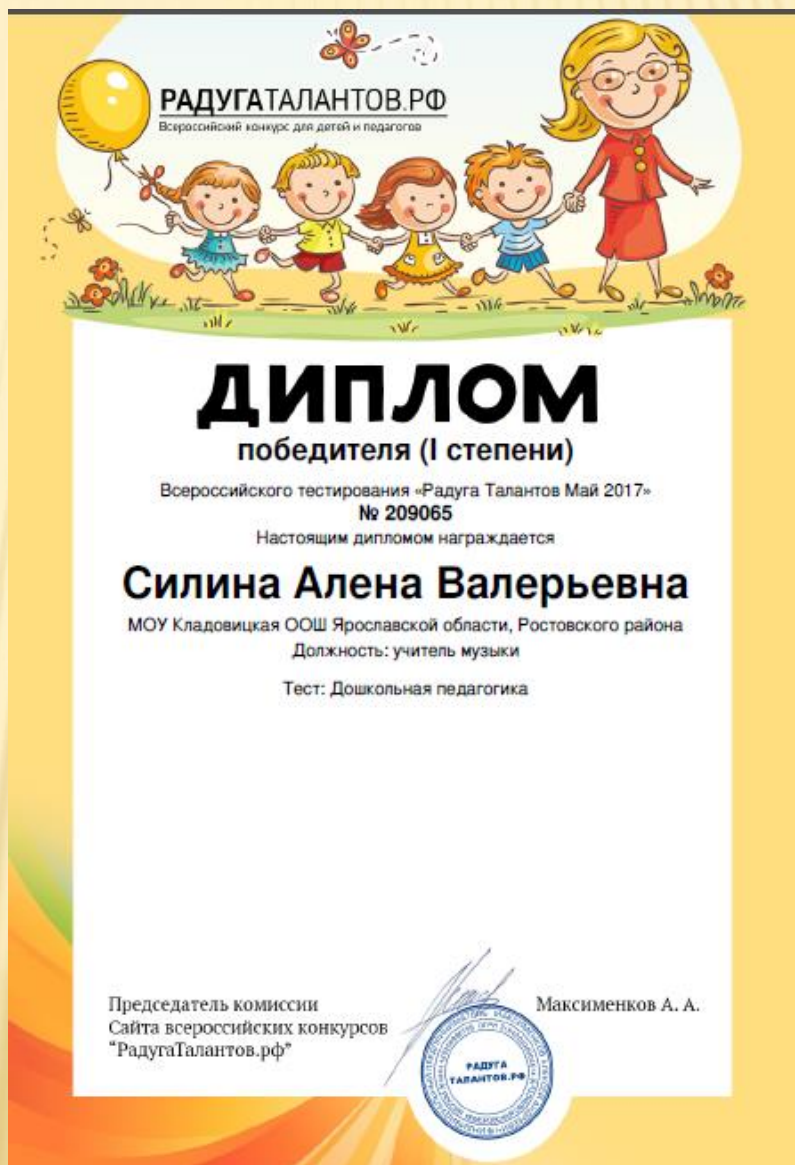 РАДУГАТАЛАНТОВ.РФ
Всероссийский конкурс для детей и педагогов
ДИПЛОМ
победителя (I степени)
Всероссийского тестирования «Радуга Талантов Май 2017»
№ 209065
Настоящим дипломом награждается
Силина Алена Валерьевна
МОУ Кладовицкая ООШ Ярославской области, Ростовского района
Должность: учитель музыки
Тест: Дошкольная педагогика
Председатель комиссии
Сайта всероссийских конкурсов
"РадугаТалантов.рф"
Максименков А. А.
РАДУГА
ТАЛАНТОВ.РФ